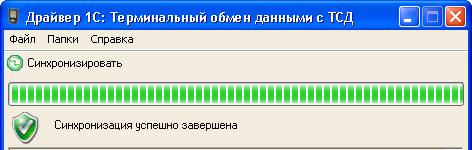 Драйвер 1С: Терминальный обмен данными с ТСД
Файл Папки Справка
Синхронизировать
Синхронизация успешно завершена